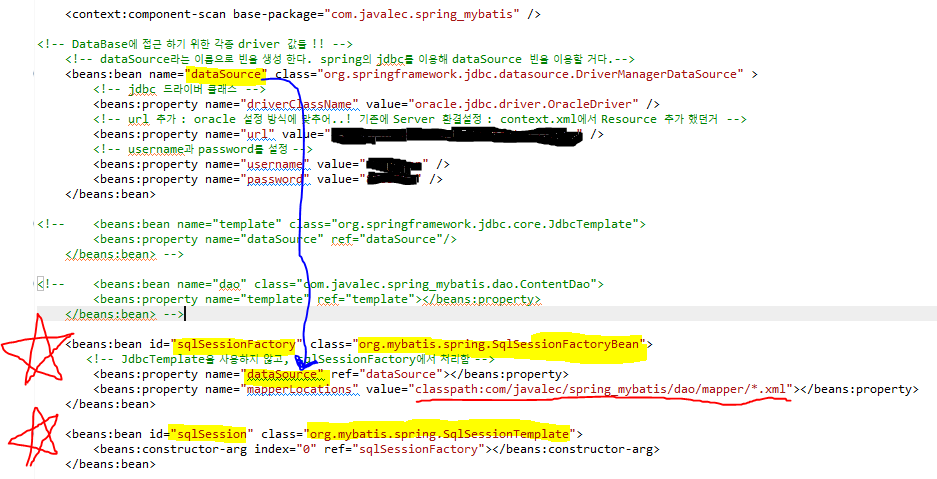 <context:component-scan base-package="com.javalec.spring_mybatis" />
<!-- DataBase에 접근 하기 위한 각종 driver 값들 !! -->
<!-- dataSource라는 이름으로 빈을 생성 한다. spring의 jdbc를 이용해 dataSource 빈을 이용할 거다.-->
<beans:bean name="dataSource" class="org.springframework.jdbc.datasource.DriverManagerDataSource" >
<!-- jdbc 드라이버 클래스 -->
<beans:property name="driverClassName" value="oracle.jdbc.driver.OracleDriver" />
<!-- url 추가 : oracle 설정 방식에 맞추어..! 기존에 Server 환결설정 : context.xml에서 Resource 추가 했던거 -->
<beans:property name="url" value=" " />
<!-- username과 password를 설정 -->
<beans:property name="username" value=" " />
<beans:property name="password" value=" " />
</beans:bean>
<!-- <beans:bean name="template" class="org.springframework.jdbc.core.JdbcTemplate">
<beans:property name="dataSource" ref="dataSource"/>
</beans:bean> -->
<!-- <beans:bean name="dao" class="com.javalec.spring_mybatis.dao.ContentDao">
<beans:property name="template" ref="template"></beans:property>
</beans:bean> -->
<beans:bean id="sqlSessionFactory" class="org.mybatis.spring.SqlSessionFactoryBean">
<!-- JdbcTemplate을 사용하지 않고, sqlSessionFactory에서 처리함 -->
<beans:property name="dataSource" ref="dataSource"></beans:property>
<beans:property name="mapperLocations" value="classpath:com/javalec/spring_mybatis/dao/mapper/*.xml"></beans:property>
</beans:bean>
<beans:bean id="sqlSession" class="org.mybatis.spring.SqlSessionTemplate">
<beans:constructor-arg index="0" ref="sqlSessionFactory"></beans:constructor-arg>
</beans:bean>